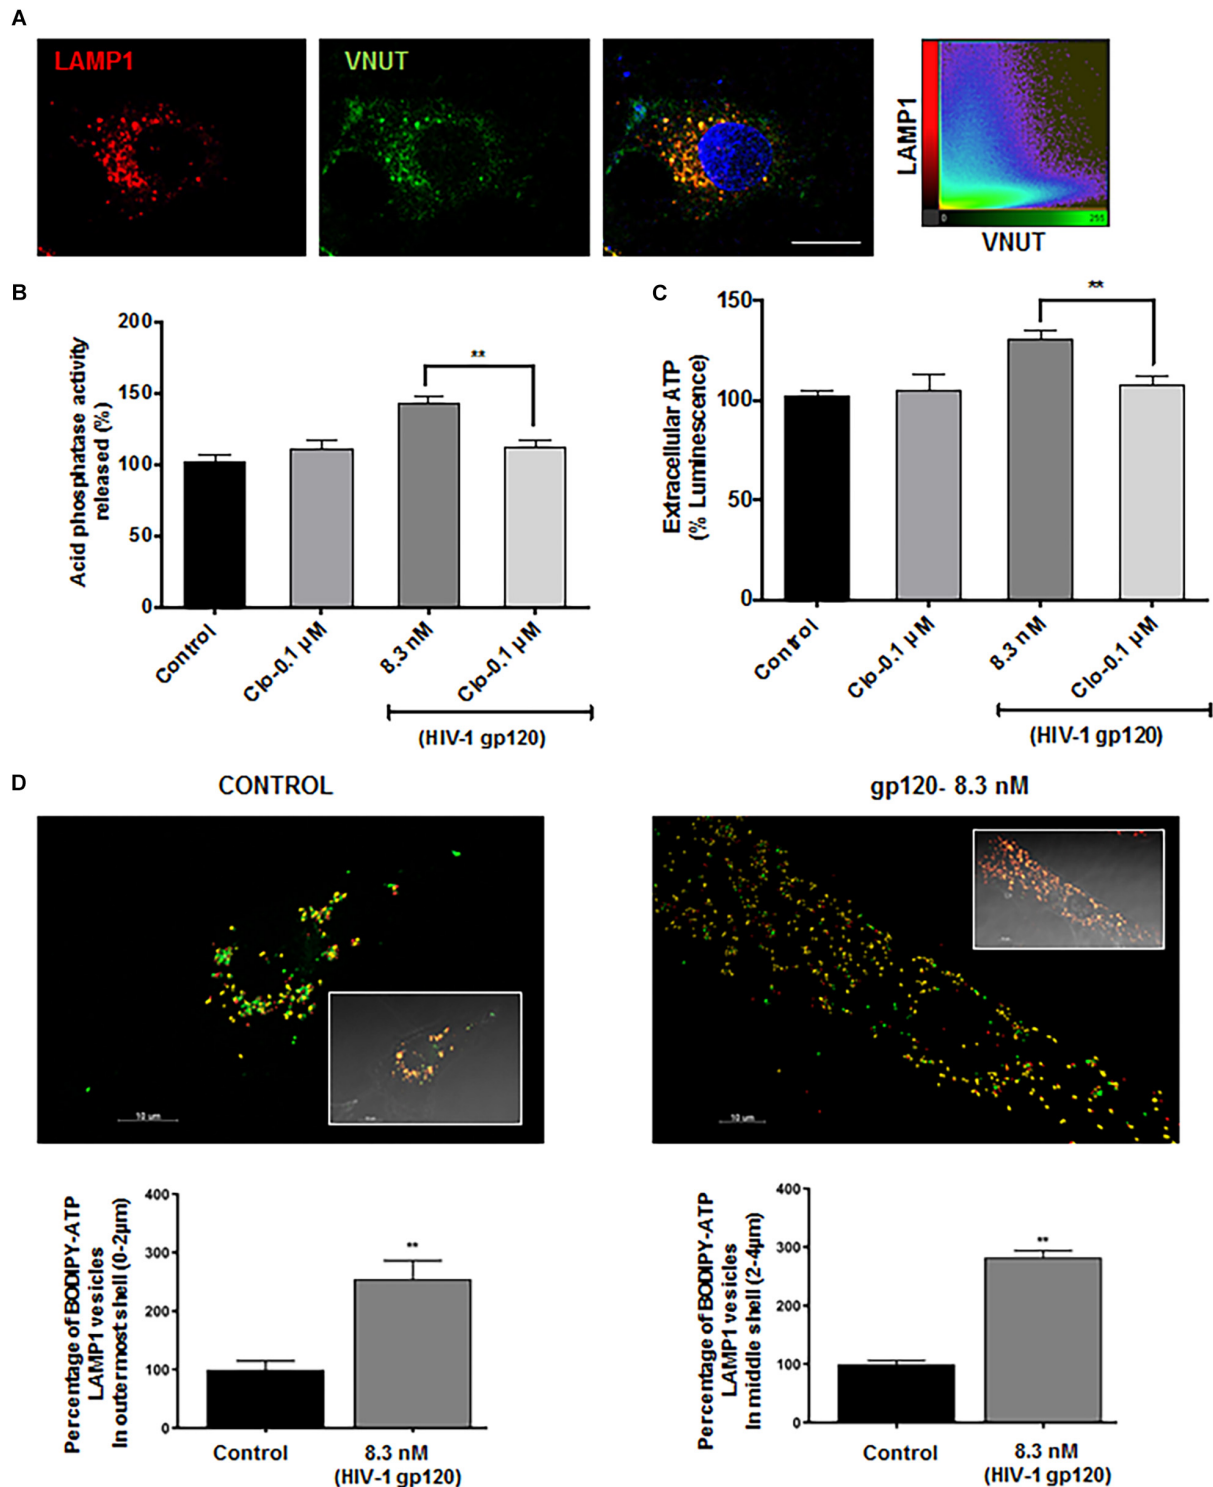 A
LAMP1
VNUT
LAMP1
0
255
VNUT
B
Acid phosphatase activity
released (%)
200
150
100
50
0
**
Control
Clo-0.1 µM
8.3 nM
Clo-0.1 µM
(HIV-1 gp120)
C
Extracellular ATP
(% Luminescence)
150
100
50
0
**
Control
Clo-0.1 µM
8.3 nM
Clo-0.1 µM
(HIV-1 gp120)
D
CONTROL
gp120- 8.3 nM
10 µm
10 µm
Percentage of BODIPY-ATP
LAMP1 vesicles
In outermost shell (0-2µm)
400
300
200
100
0
**
Control
8.3 nM
(HIV-1 gp120)
Percentage of BODIPY-ATP
LAMP1 vesicles
In middle shell (2-4µm)
400
300
200
100
0
**
Control
8.3 nM
(HIV-1 gp120)